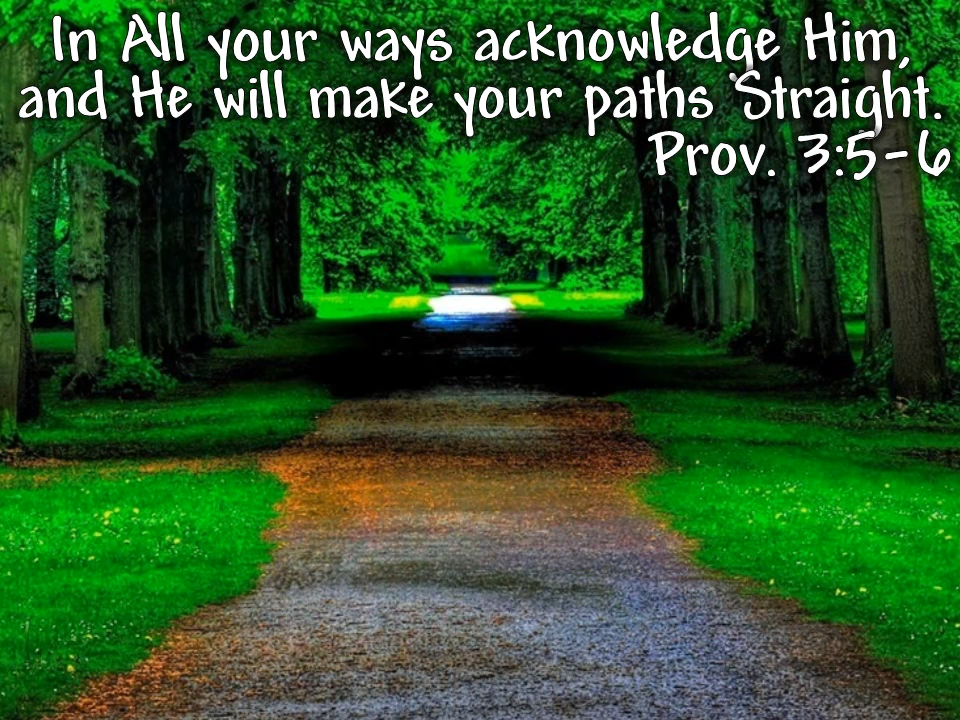 In All your ways acknowledge Him,
and He will make your paths Straight.
Prov. 3:5-6